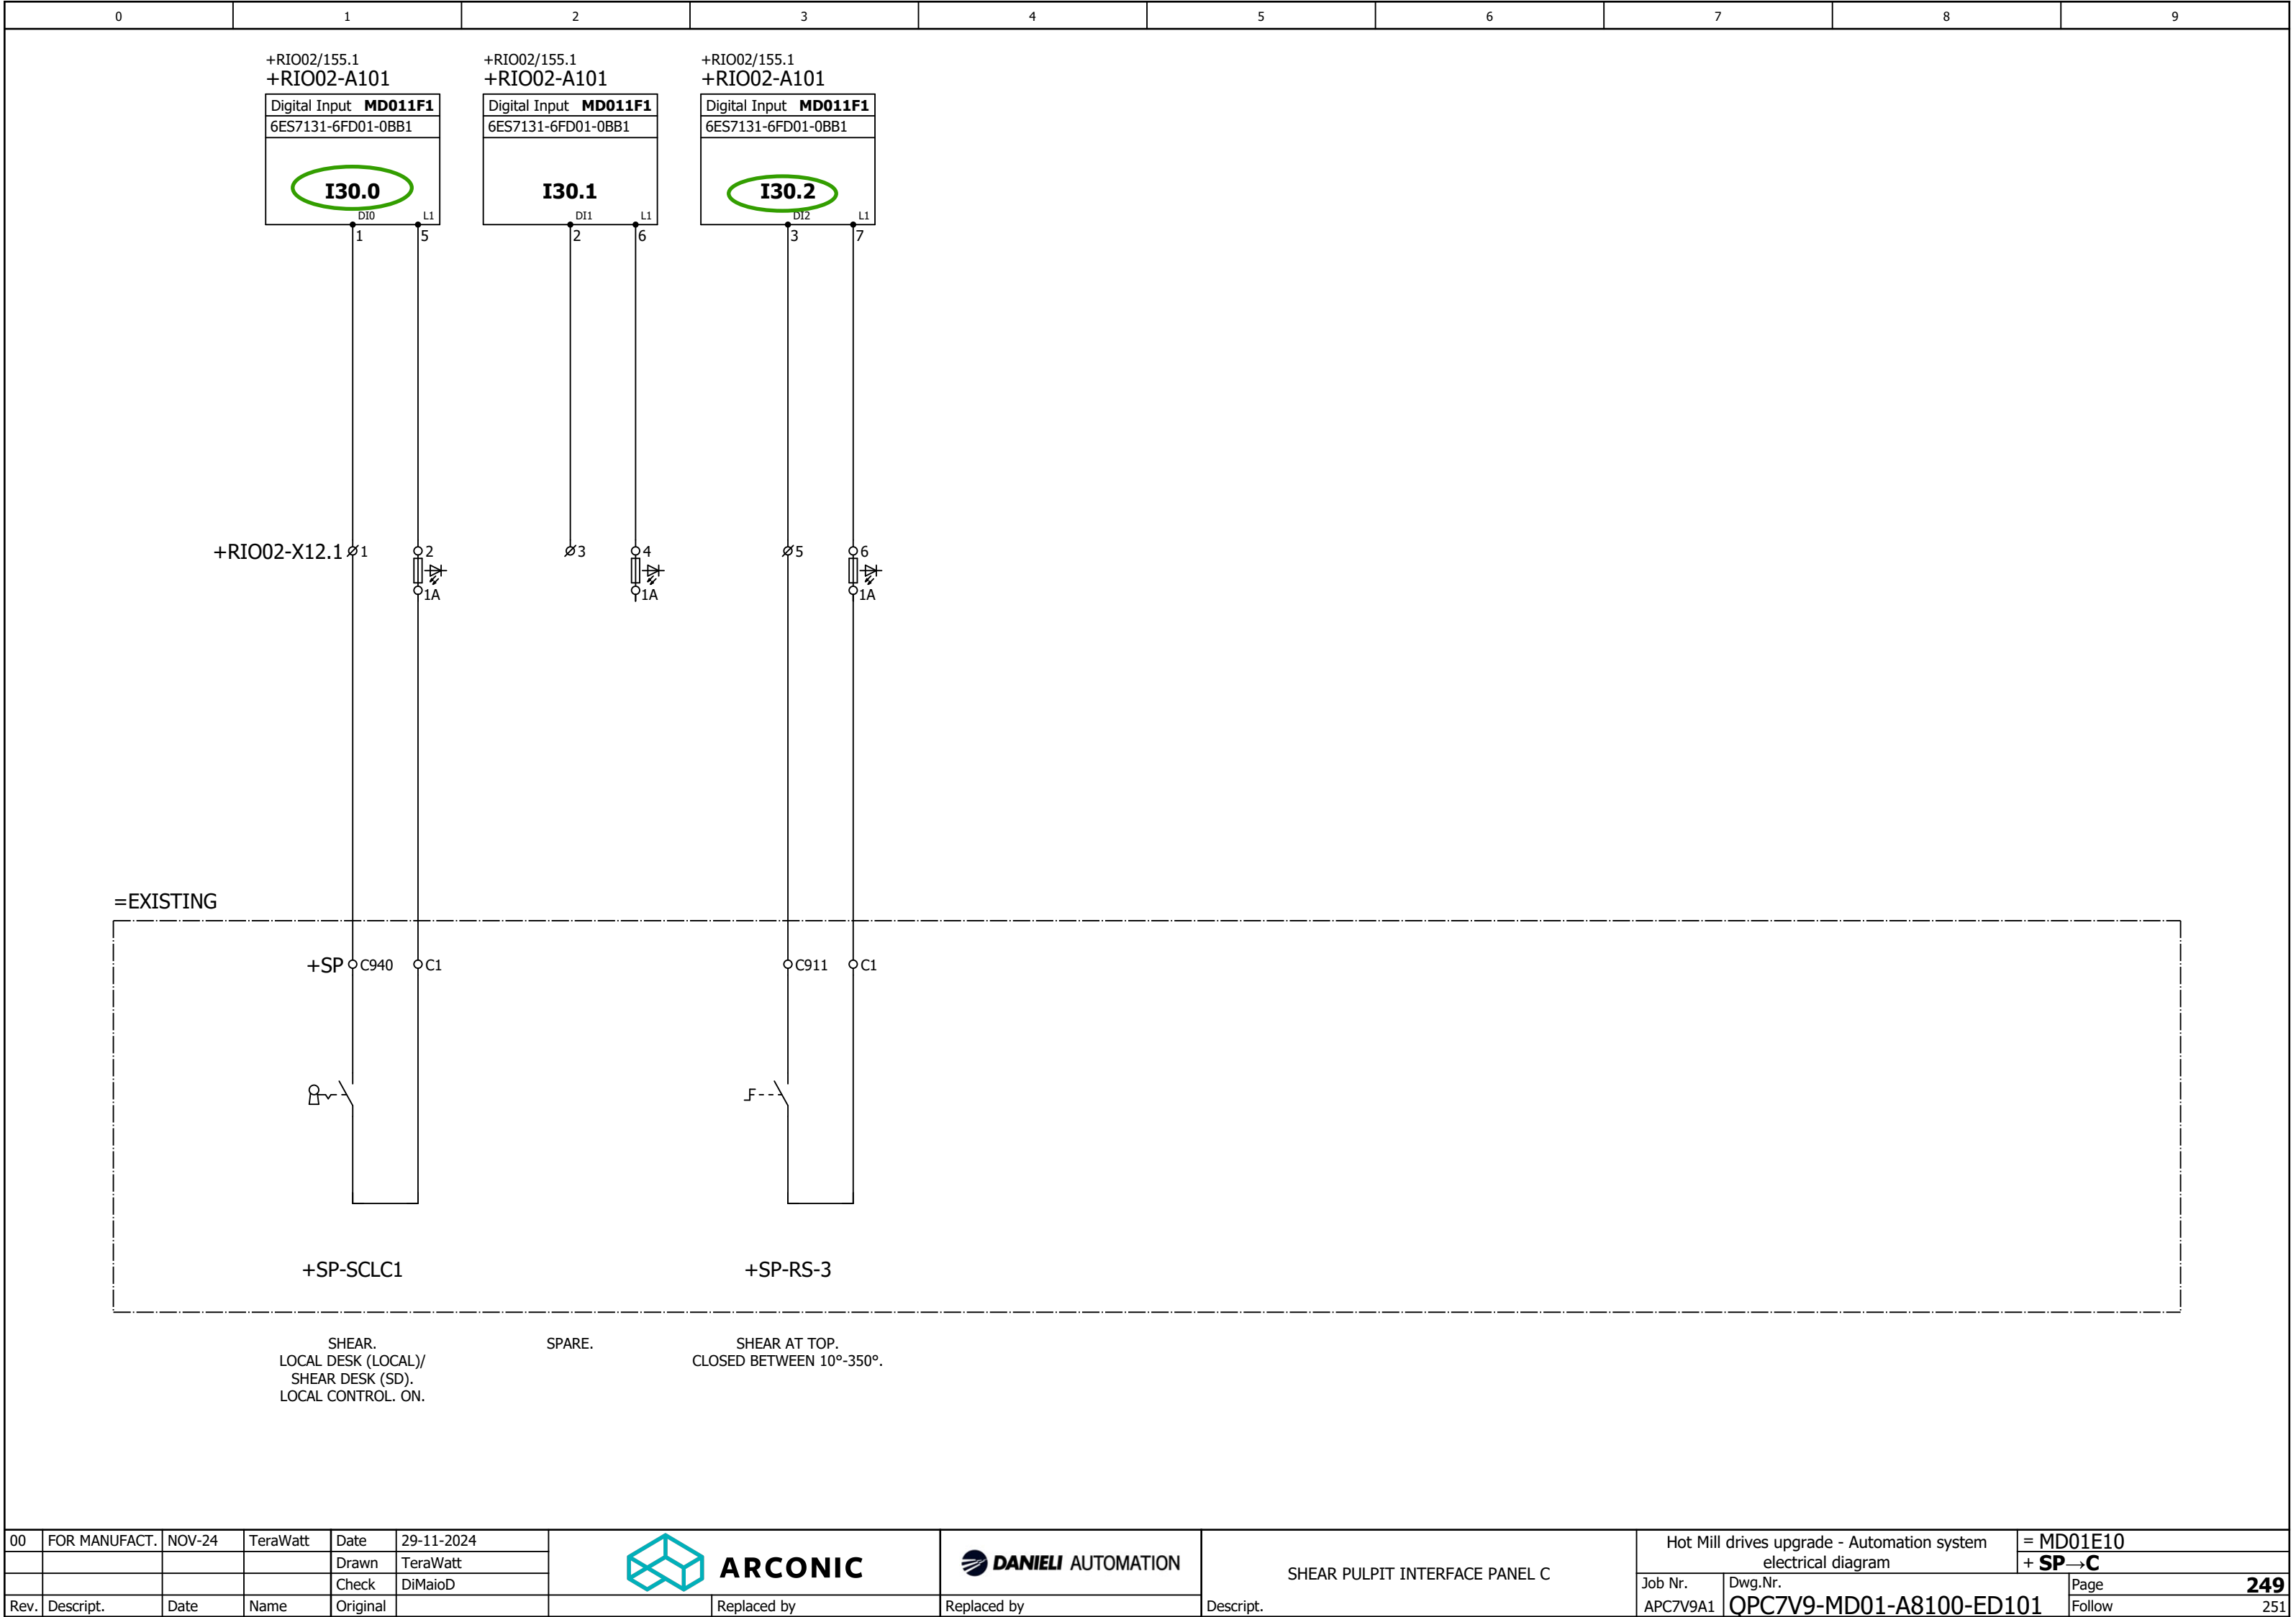 0 1 2 3 4 5 6 7 8 9
+RIO02/155.1 +RIO02/155.1 +RIO02/155.1
+RIO02-A101 +RIO02-A101 +RIO02-A101
Digital Input MD011F1 Digital Input MD011F1 Digital Input MD011F1
6ES7131-6FD01-0BB1 6ES7131-6FD01-0BB1 6ES7131-6FD01-0BB1
I30.0 I30.1 I30.2
DI0 L1 DI1 L1 DI2 L1
1 5 2 6 3 7
+RIO02-X12.1 1 2 3 4 5 6
1A 1A 1A
=EXISTING
+SP C940 C1 C911 C1
+SP-SCLC1 +SP-RS-3
SHEAR.
LOCAL DESK (LOCAL)/
SHEAR DESK (SD).
LOCAL CONTROL. ON.
SPARE.
SHEAR AT TOP.
CLOSED BETWEEN 10°-350°.
00 FOR MANUFACT. NOV-24 TeraWatt Date 29-11-2024
Drawn TeraWatt
Check DiMaioD
Rev. Descript. Date Name Original
ARCONIC
Replaced by
DANIELI AUTOMATION
Replaced by
SHEAR PULPIT INTERFACE PANEL C
Descript.
Hot Mill drives upgrade - Automation system
electrical diagram
= MD01E10
+ SP→C
Job Nr. Dwg.Nr. Page 249
APC7V9A1 QPC7V9-MD01-A8100-ED101 Follow 251